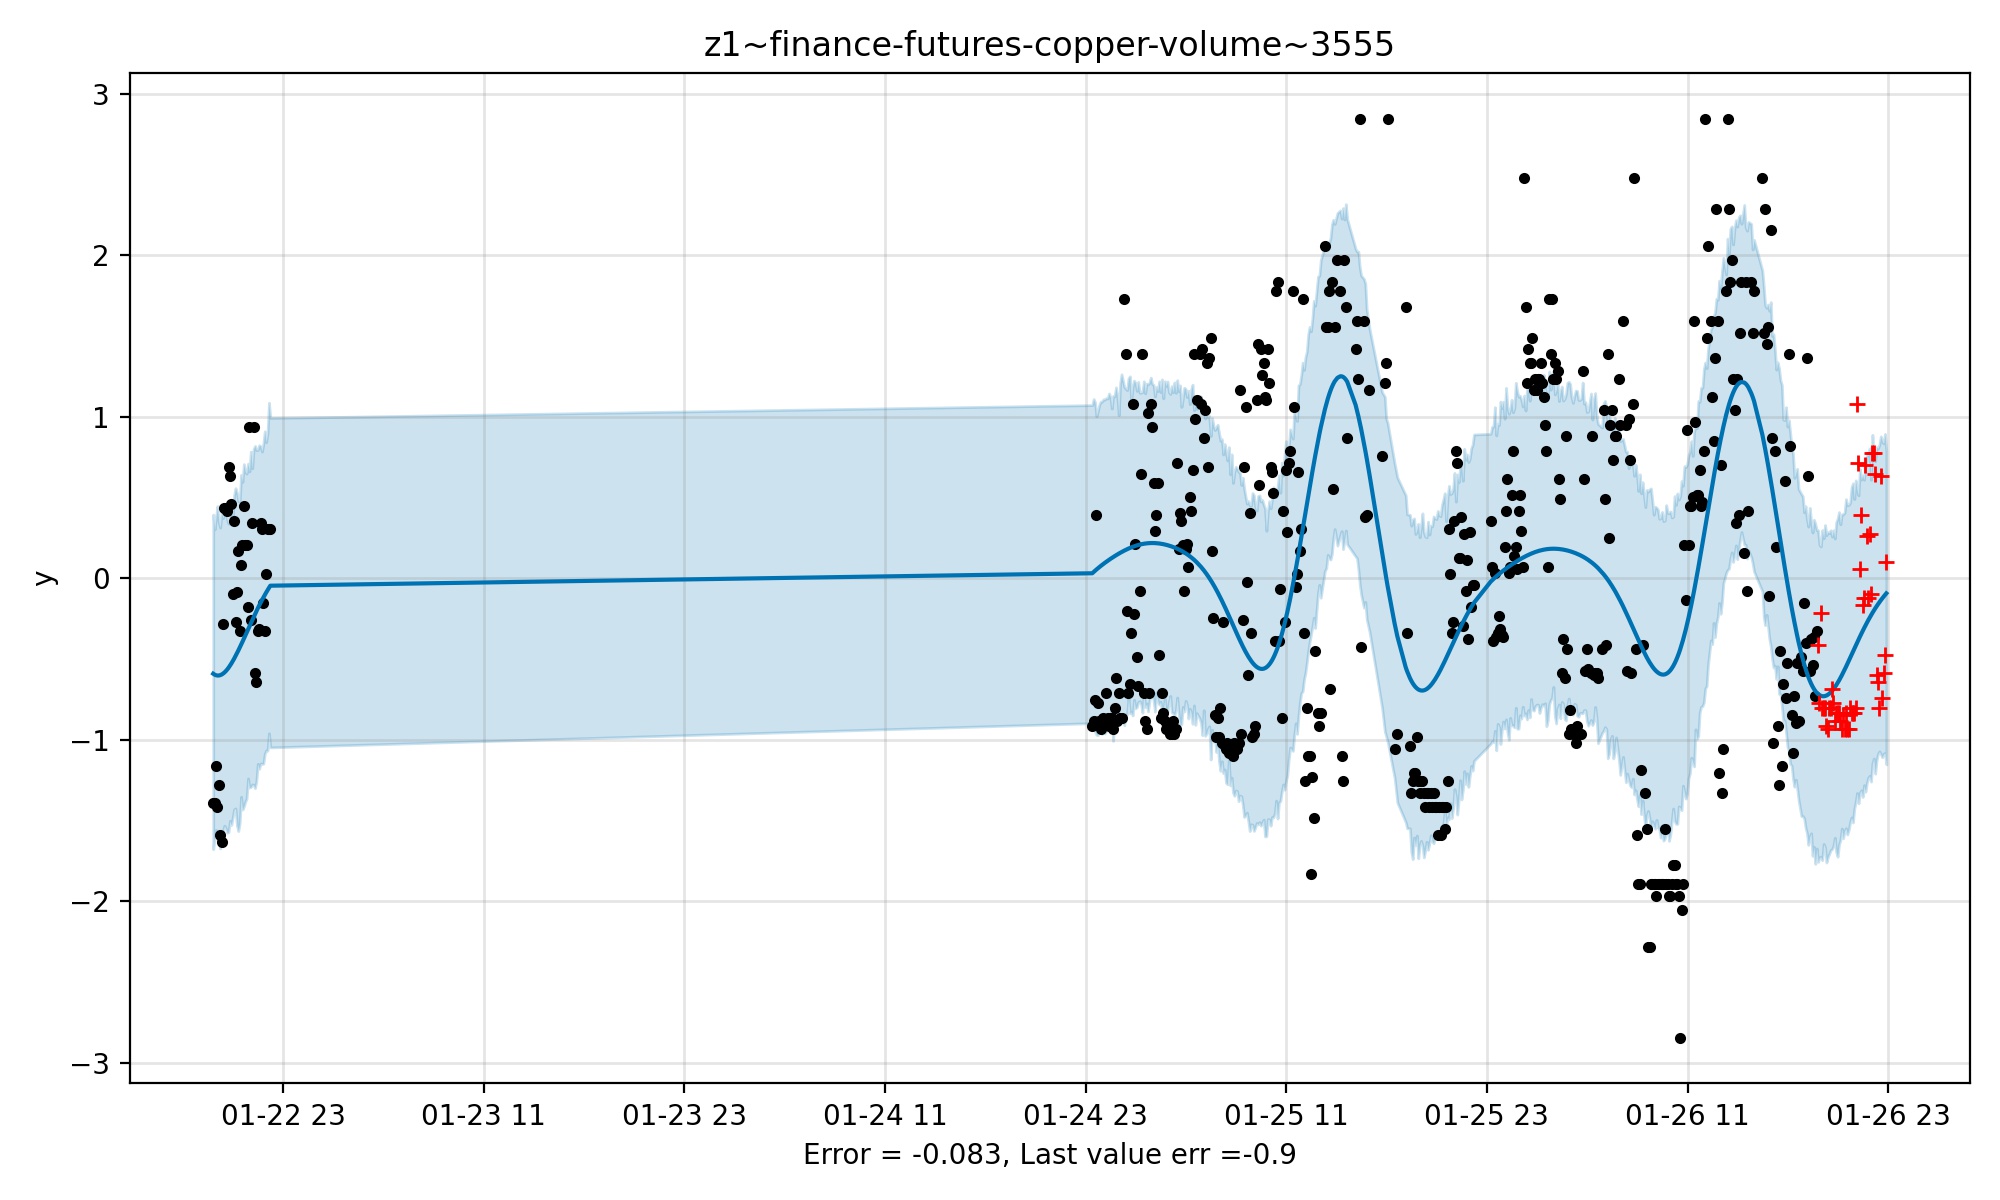 z1~finance-futures-copper-volume~3555
3
2
1
0
−1
−2
−3
y
01-22 23 01-23 11 01-23 23 01-24 11 01-24 23 01-25 11 01-25 23 01-26 11 01-26 23
Error = -0.083, Last value err =-0.9